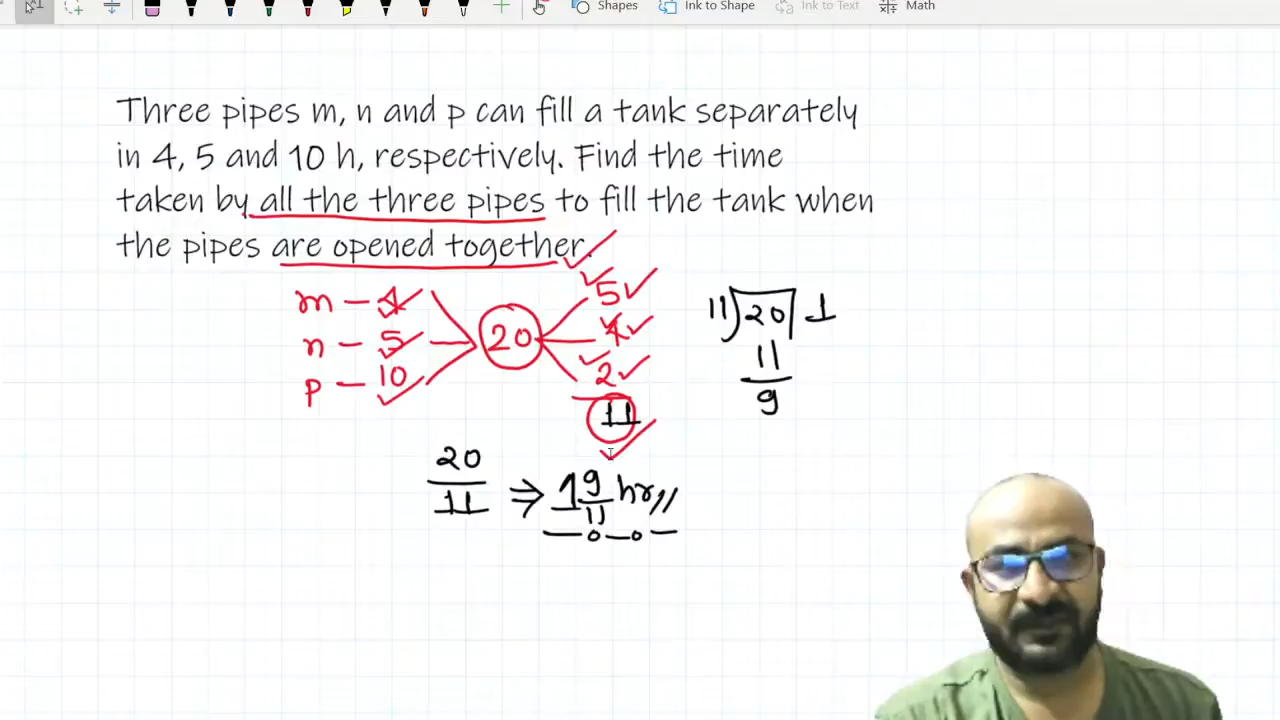 Shapes Ink to Shape Ink to Text Math
Three pipes m, n and p can fill a tank separately
in 4, 5 and 10 h, respectively. Find the time
taken by all the three pipes to fill the tank when
the pipes are opened together.
m – 4
n – 5
p – 10
20
5
4
2
11
11)20 1
11
9
20
11
⇒ 1 9/11 hr//